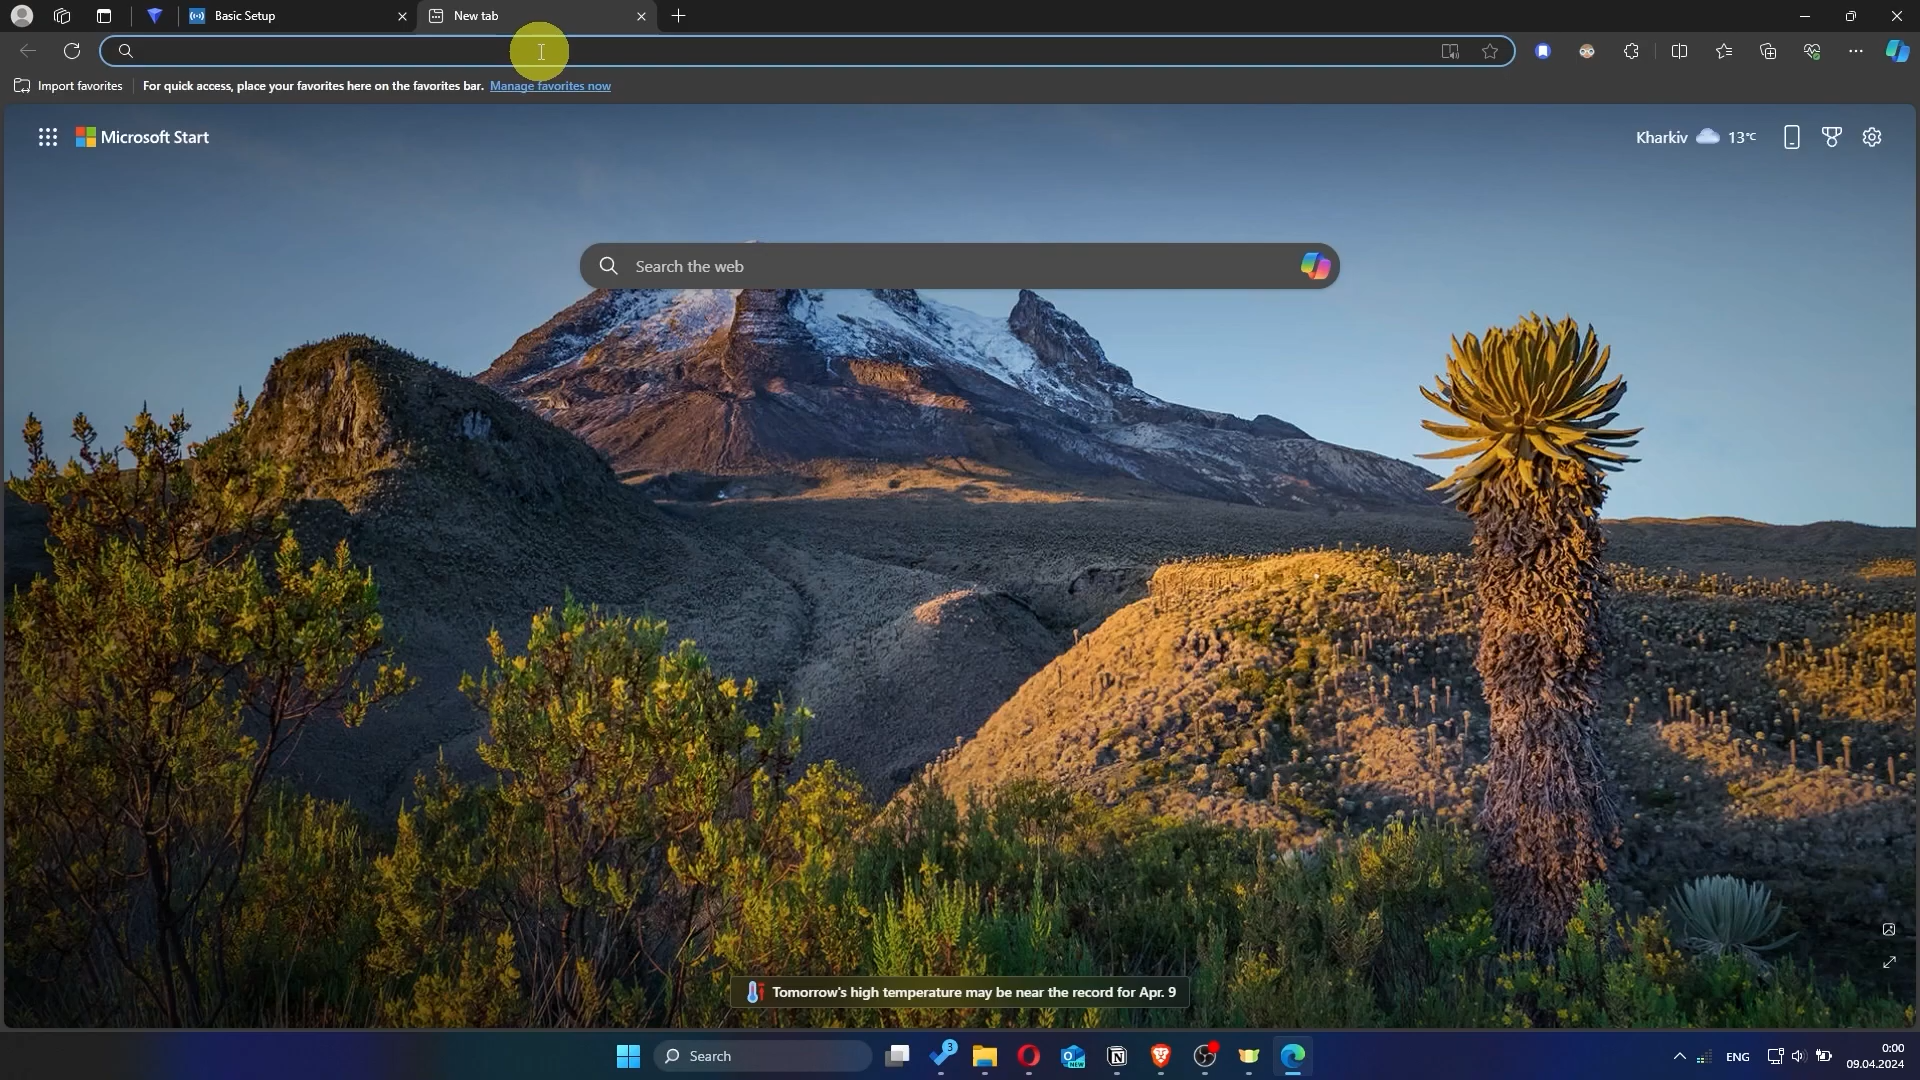 Basic Setup
New tab
Import favorites
For quick access, place your favorites here on the favorites bar. Manage favorites now
Microsoft Start
Kharkiv 13°C
Search the web
Tomorrow's high temperature may be near the record for Apr. 9
Search
3
NEW
ENG
0:00
09.04.2024